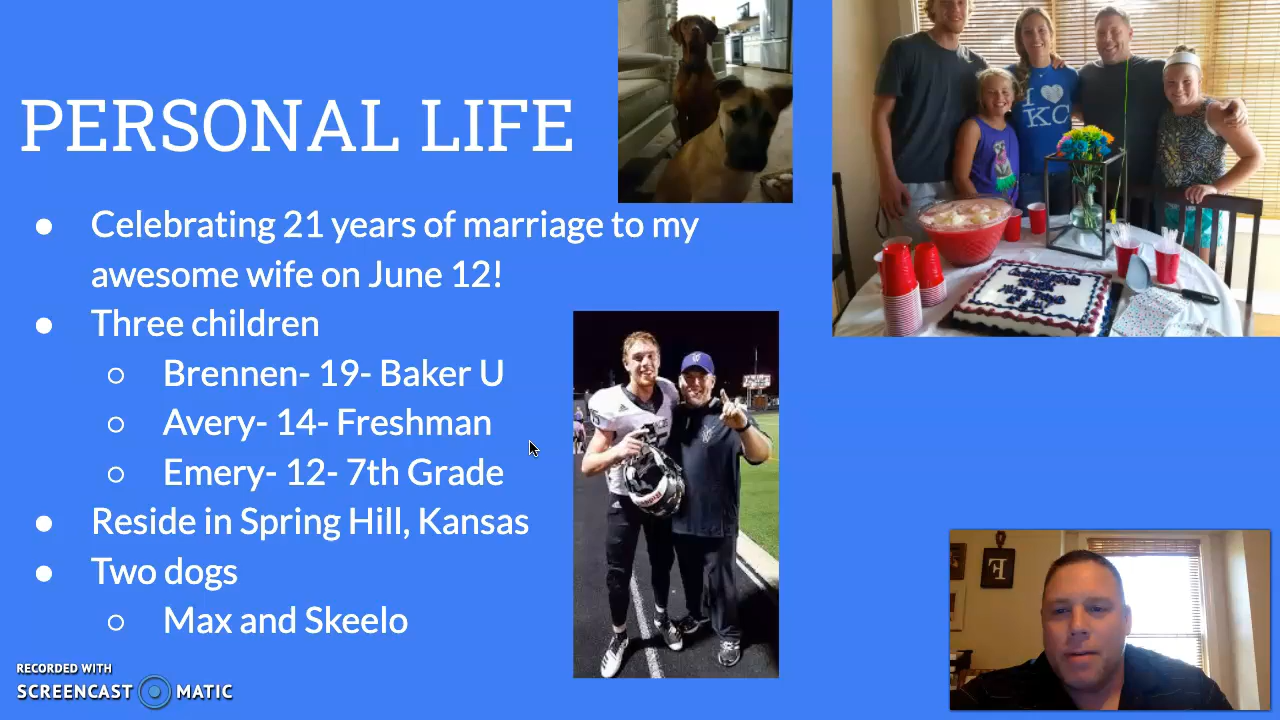 PERSONAL LIFE
● Celebrating 21 years of marriage to my
awesome wife on June 12!
● Three children
○ Brennen- 19- Baker U
○ Avery- 14- Freshman
○ Emery- 12- 7th Grade
● Reside in Spring Hill, Kansas
● Two dogs
○ Max and Skeelo
I ♥
KC
RECORDED WITH
SCREENCAST MATIC